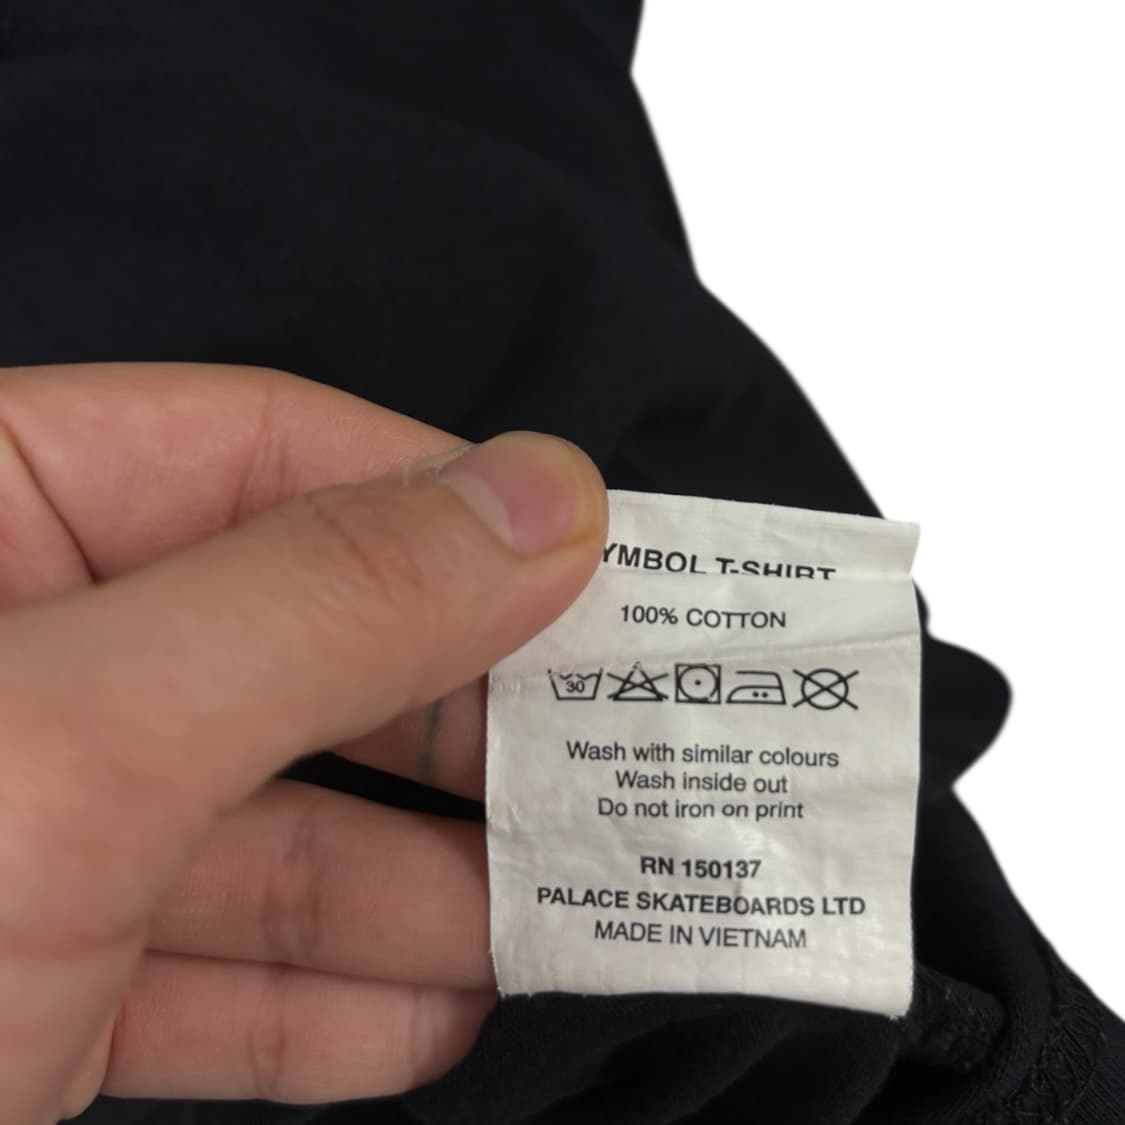 YMBOL T-SHIRT
100% COTTON
30
Wash with similar colours
Wash inside out
Do not iron on print
RN 150137
PALACE SKATEBOARDS LTD
MADE IN VIETNAM